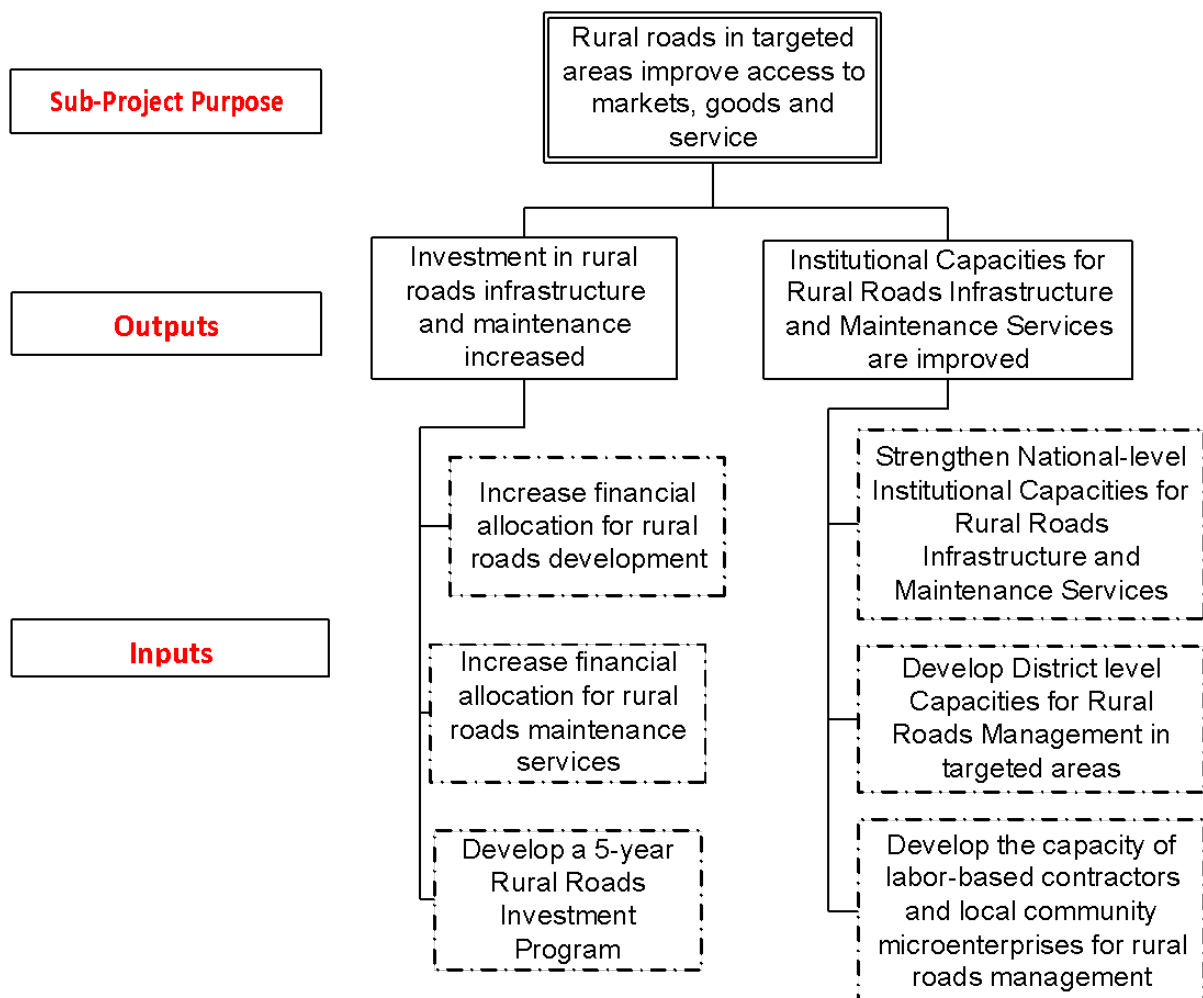 Sub-Project Purpose
Rural roads in targeted
areas improve access to
markets, goods and
service
Outputs
Investment in rural
roads infrastructure
and maintenance
increased
Institutional Capacities for
Rural Roads Infrastructure
and Maintenance Services
are improved
Inputs
Increase financial
allocation for rural
roads development
Increase financial
allocation for rural
roads maintenance
services
Develop a 5-year
Rural Roads
Investment
Program
Strengthen National-level
Institutional Capacities for
Rural Roads
Infrastructure and
Maintenance Services
Develop District level
Capacities for Rural
Roads Management in
targeted areas
Develop the capacity of
labor-based contractors
and local community
microenterprises for rural
roads management